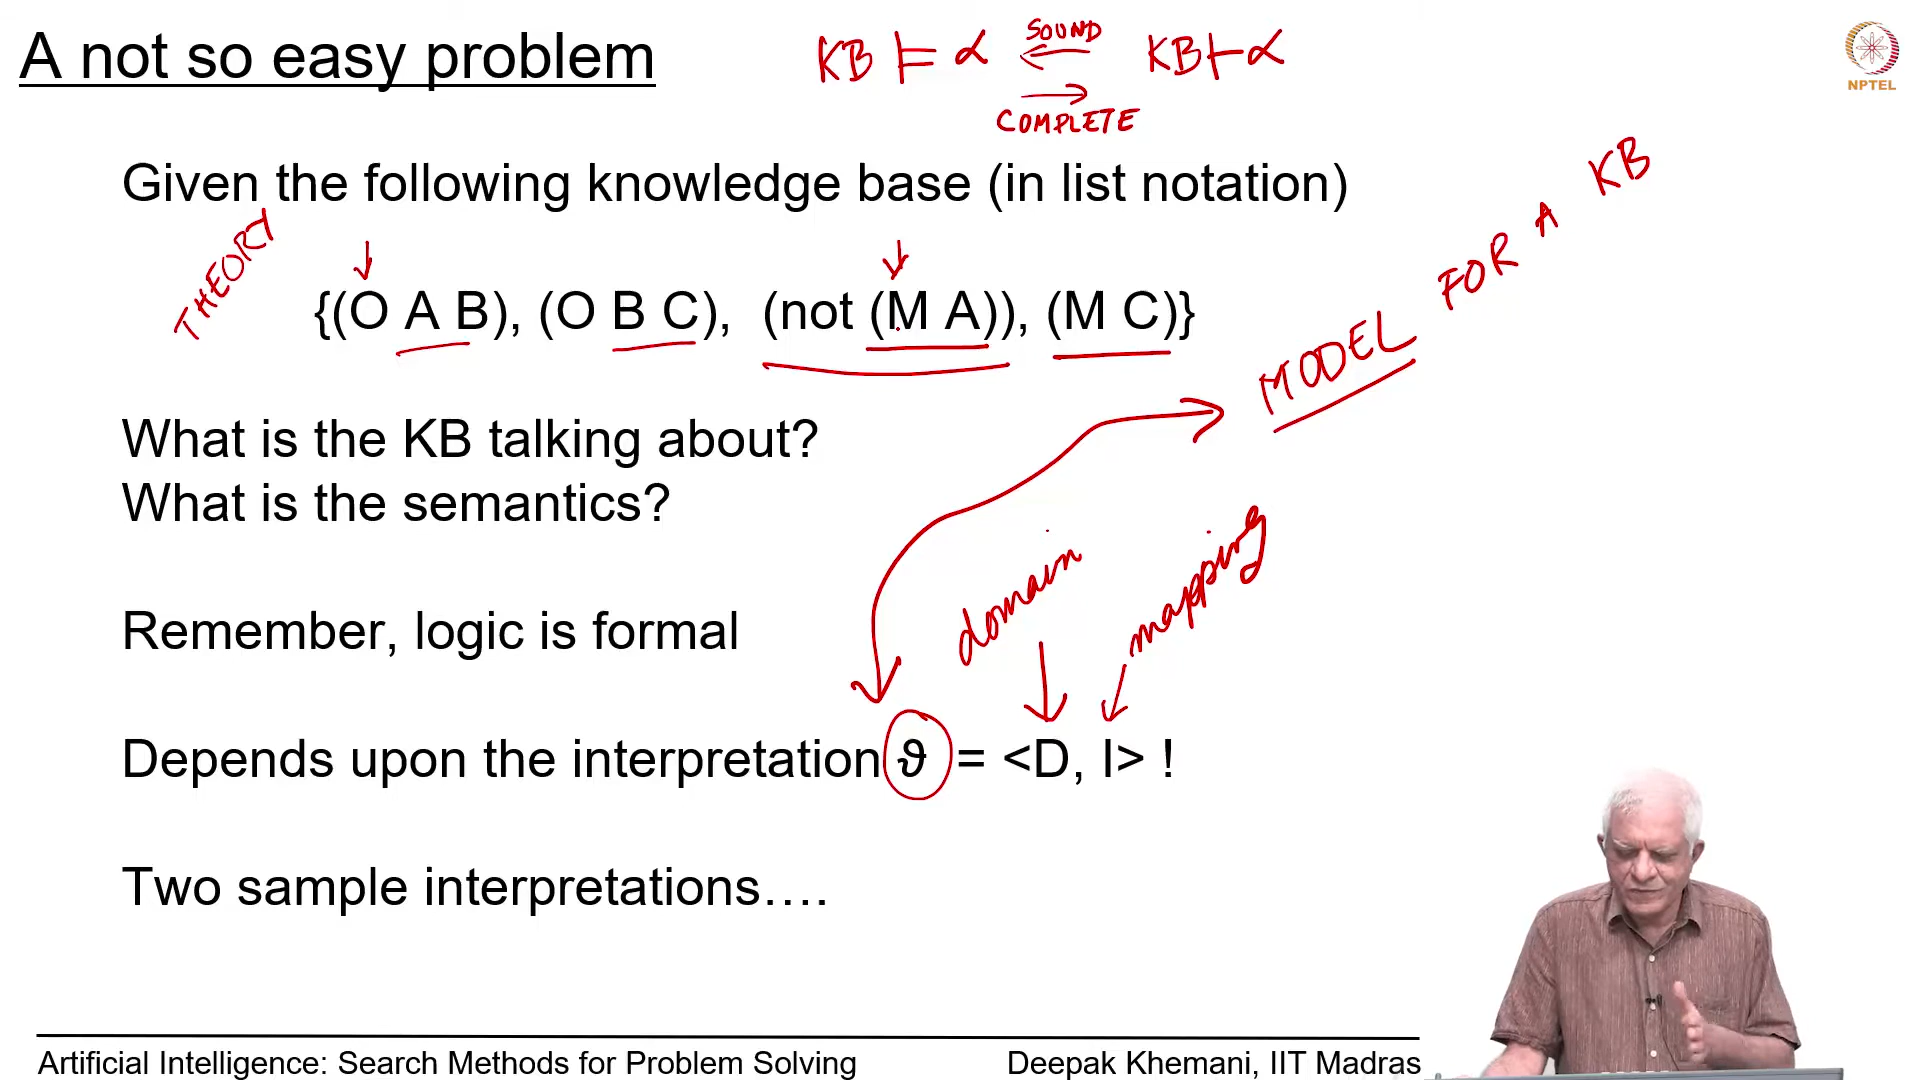 A not so easy problem
KB ⊨ α SOUND ← KB ⊢ α
→ COMPLETE
NPTEL
Given the following knowledge base (in list notation)
THEORY
MODEL FOR A KB
{(O A B), (O B C), (not (M A)), (M C)}
What is the KB talking about?
What is the semantics?
domain
mapping
Remember, logic is formal
Depends upon the interpretation ϑ = <D, I> !
Two sample interpretations….
Artificial Intelligence: Search Methods for Problem Solving
Deepak Khemani, IIT Madras